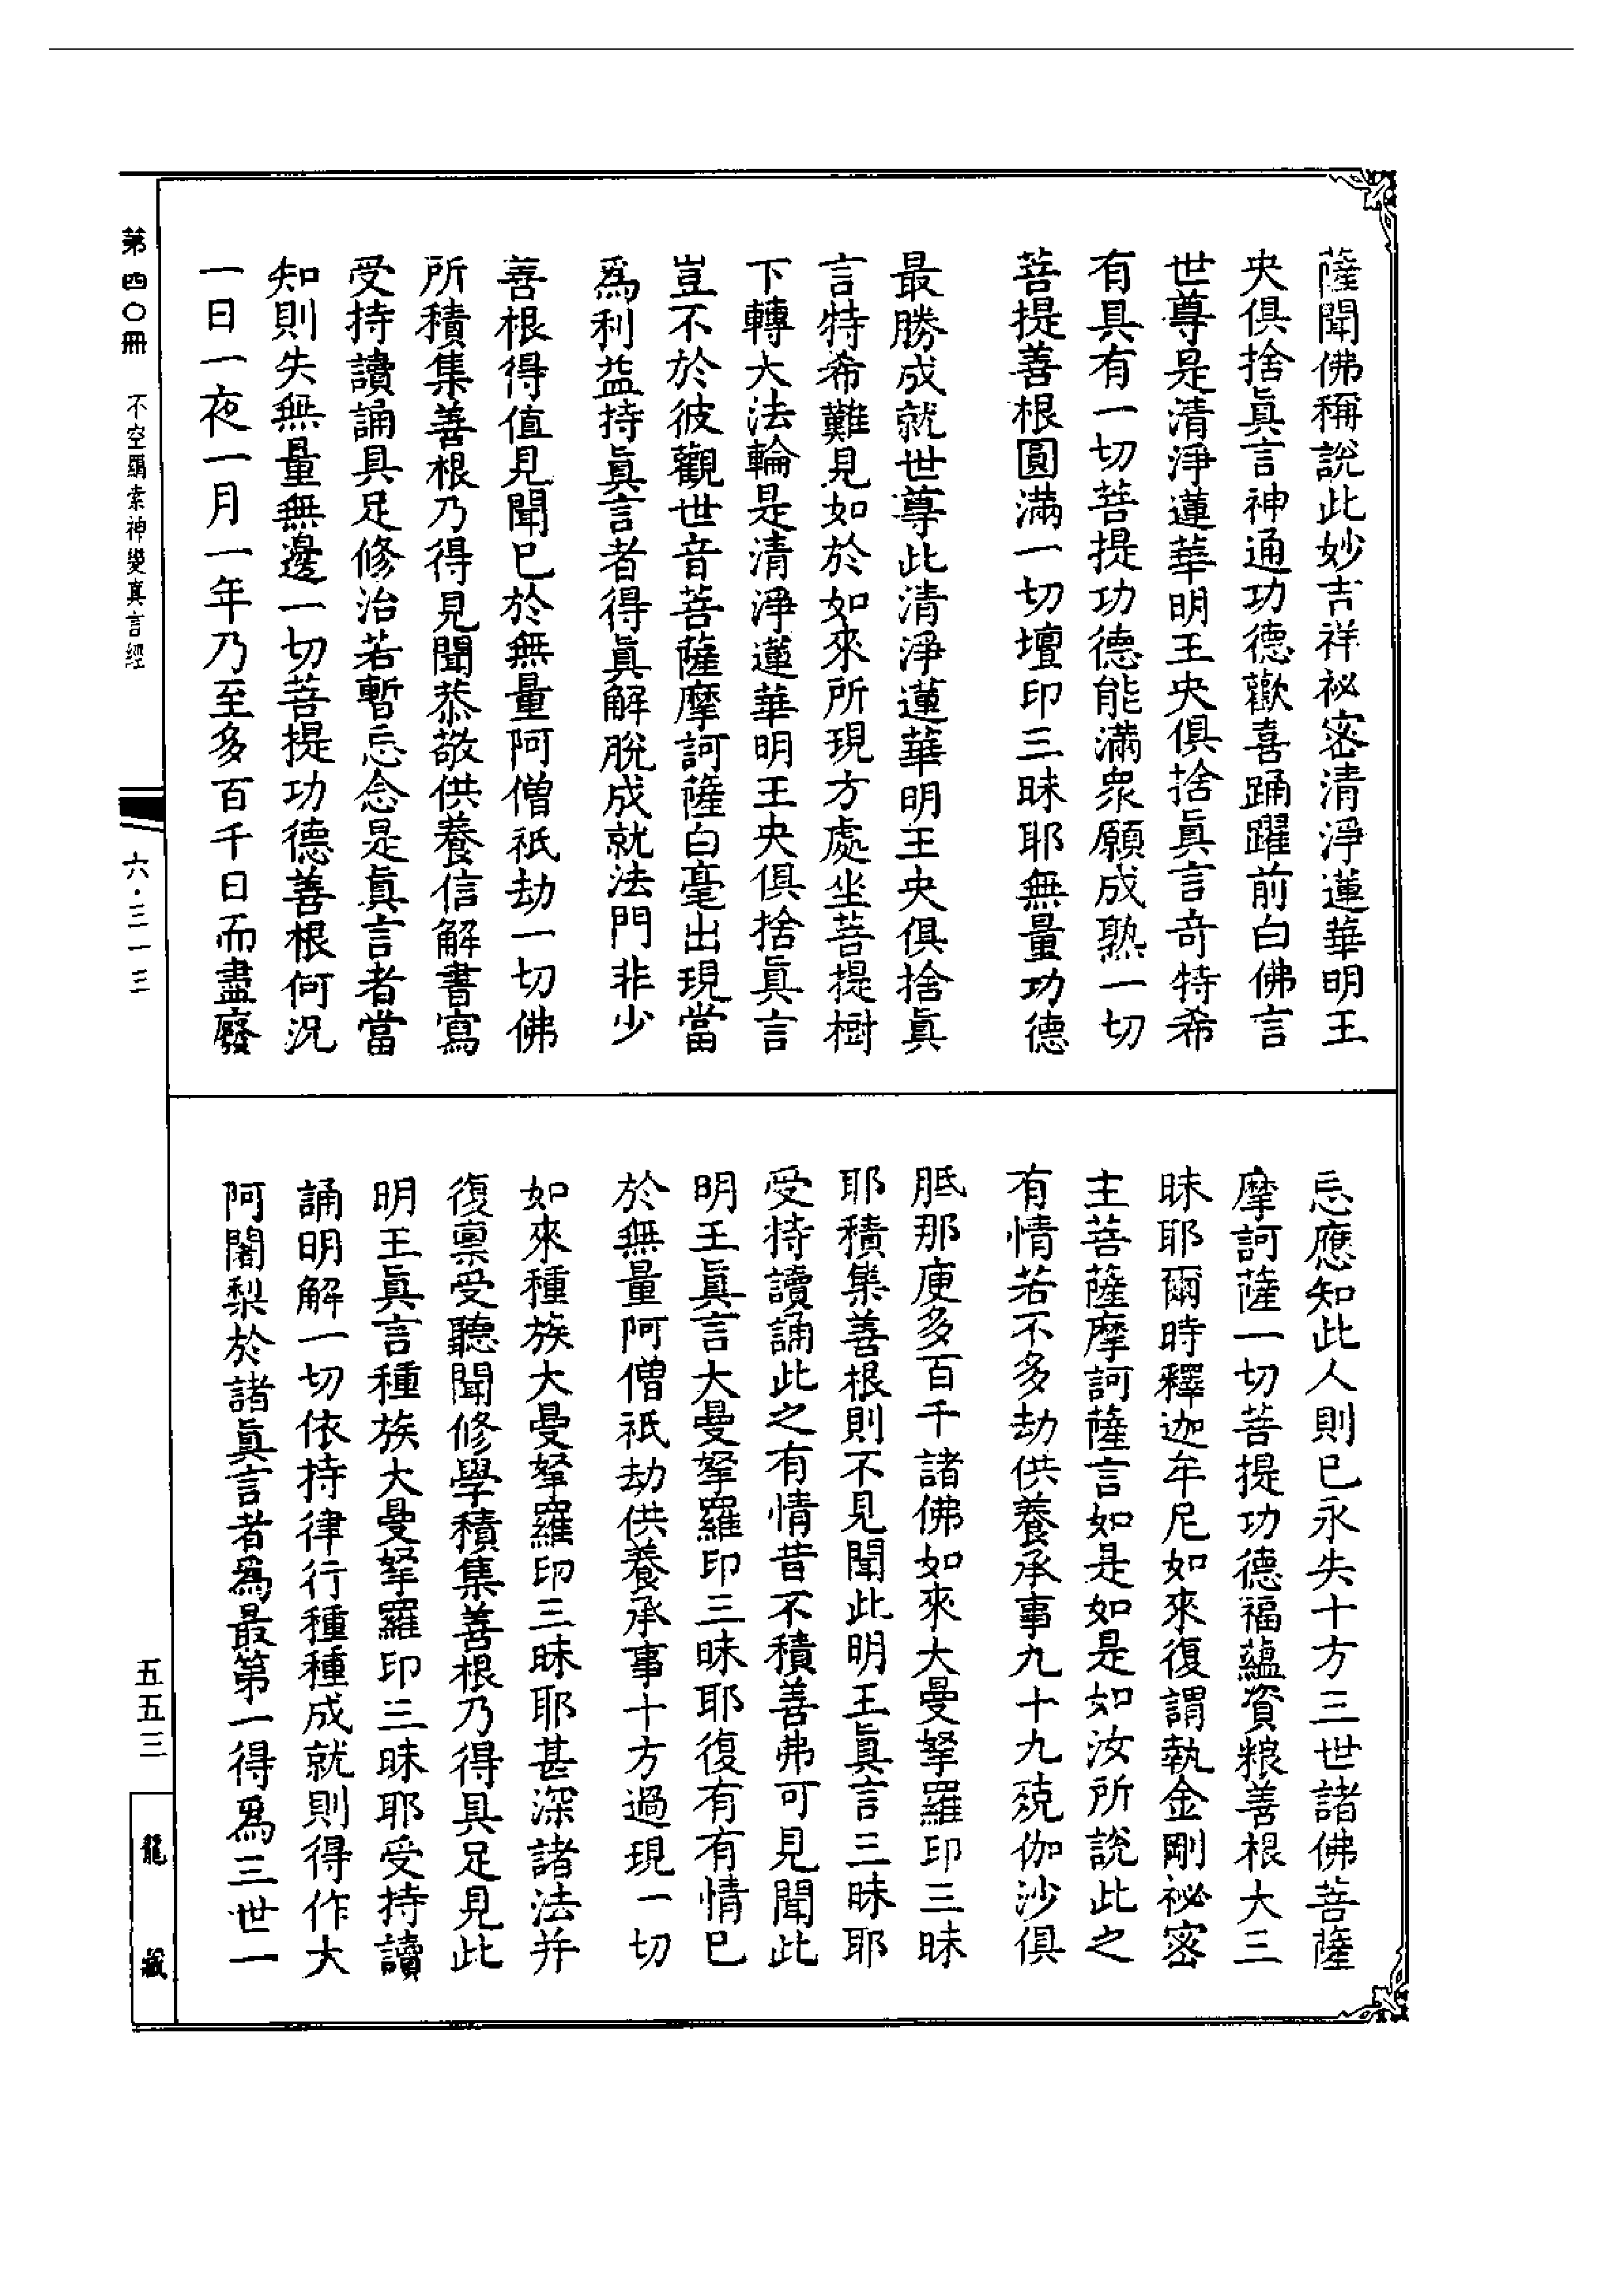 薩聞佛稱說此妙吉祥祕密清淨蓮華明王
央俱捨眞言神通功德歡喜踊躍前白佛言
世尊是清淨蓮華明王央俱捨眞言奇特希
有具有一切菩提功德能滿衆願成熟一切
菩提善根圓滿一切壇印三昧耶無量功德
最勝成就世尊此清淨蓮華明王央俱捨眞
言特希難見如於如來所現方處坐菩提樹
下轉大法輪是清淨蓮華明王央俱捨眞言
豈不於彼觀世音菩薩摩訶薩白毫出現當
爲利益持眞言者得眞解脫成就法門非少
善根得值見聞已於無量阿僧祇劫一切佛
所積集善根乃得見聞恭敬供養信解書寫
受持讀誦具足修治若暫忘念是眞言者當
知則失無量無邊一切菩提功德善根何況
一日一夜一月一年乃至多百千日而盡廢
忘應知此人則已永失十方三世諸佛菩薩
摩訶薩一切菩提功德福蘊資粮善根大三
昧耶爾時釋迦牟尼如來復謂執金剛祕密
主菩薩摩訶薩言如是如是如汝所說此之
有情若不多劫供養承事九十九殑伽沙俱
胝那庾多百千諸佛如來大曼拏羅印三昧
耶積集善根則不見聞此明王眞言三昧耶
受持讀誦此之有情昔不積善弗可見聞此
明王眞言大曼拏羅印三昧耶復有有情已
於無量阿僧祇劫供養承事十方過現一切
如來種族大曼拏羅印三昧耶甚深諸法并
復禀受聽聞修學積集善根乃得具足見此
明王眞言種族大曼拏羅印三昧耶受持讀
誦明解一切依持律行種種成就則得作大
阿闍梨於諸眞言者爲最第一得爲三世一
第四〇冊 不空羂索神變真言經
六·三一三
五五三
龍藏